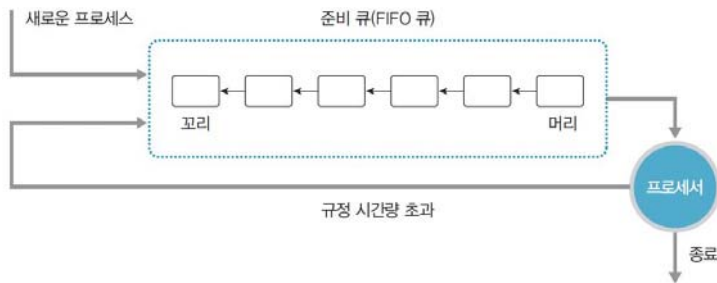 새로운 프로세스
준비 큐(FIFO 큐)
꼬리
머리
프로세서
규정 시간량 초과
종료